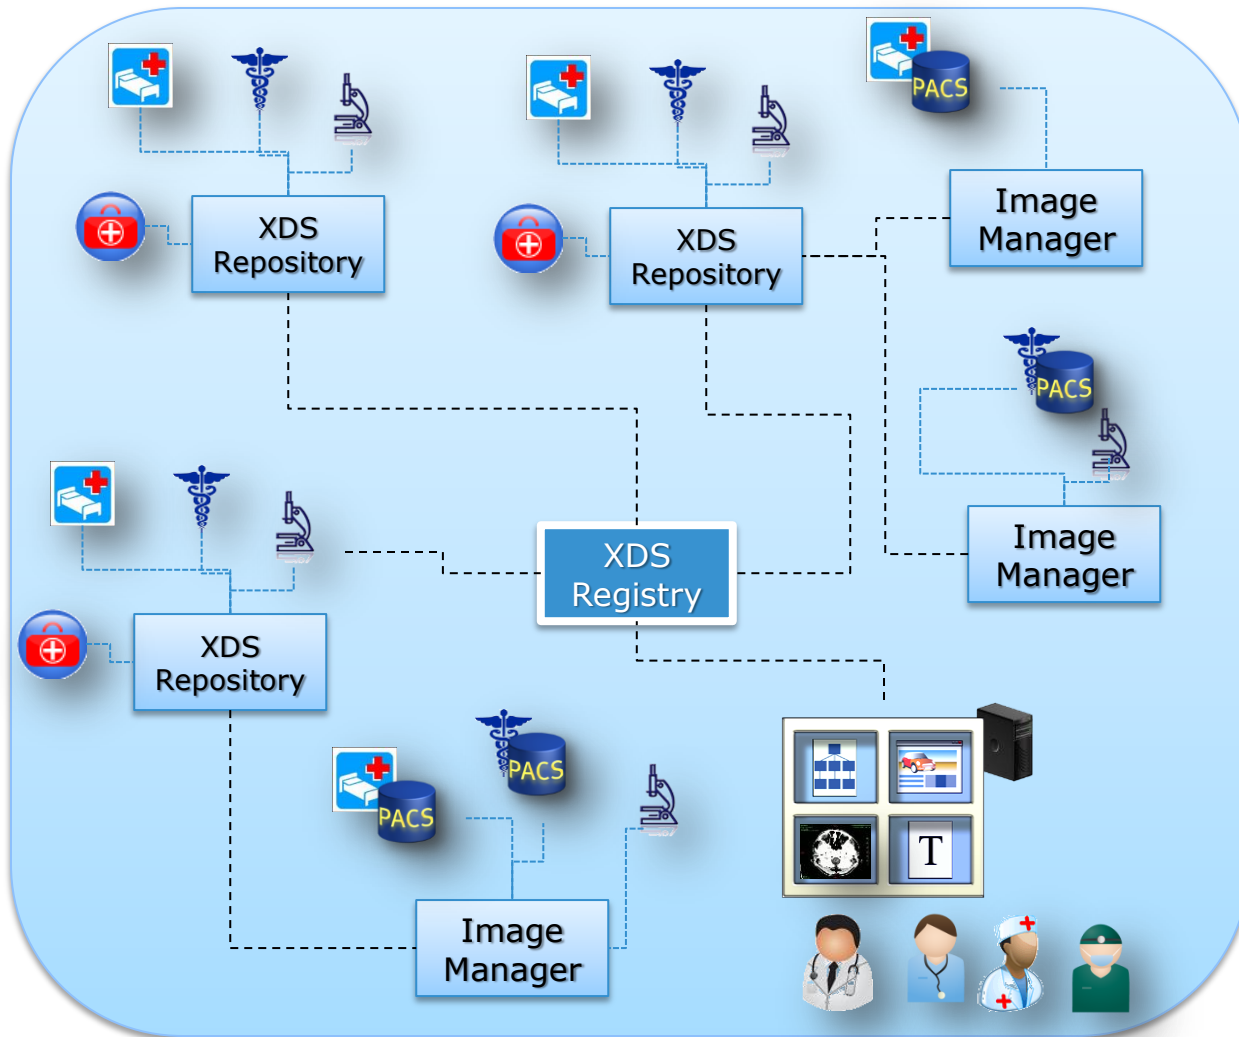 PACS
Image
Manager
XDS
Repository
XDS
Repository
PACS
Image
Manager
XDS
Registry
XDS
Repository
PACS
PACS
T
Image
Manager